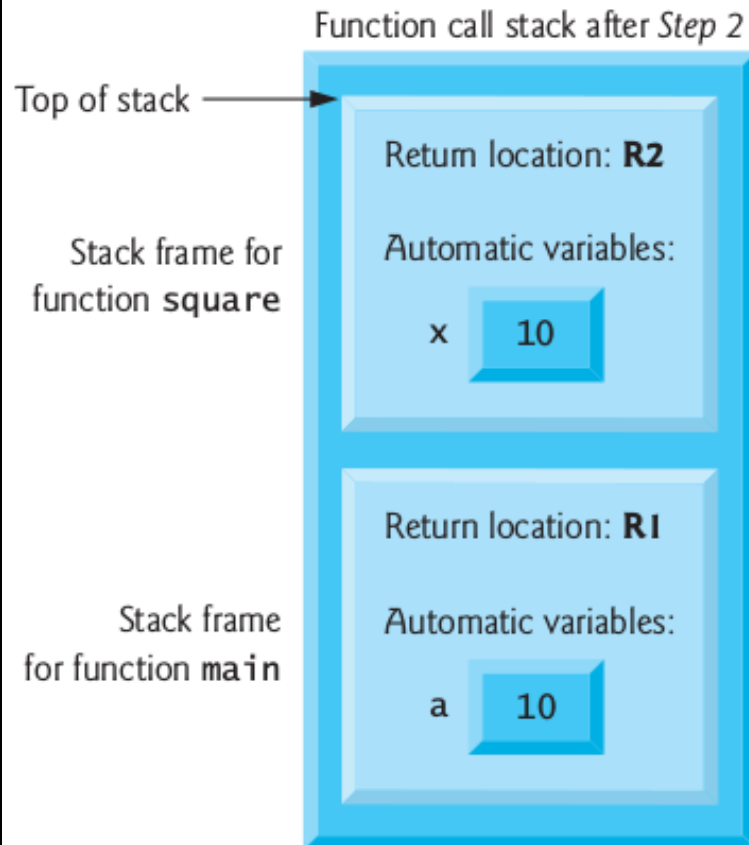 Function call stack after Step 2
Top of stack
Return location: R2
Stack frame for
function square
Automatic variables:
x 10
Return location: R1
Stack frame
for function main
Automatic variables:
a 10